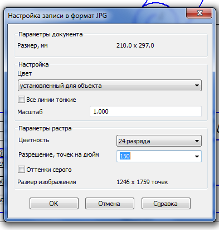 Настройка записи в формат JPG
Параметры документа
Размер, мм 210.0 x 297.0
Настройка
Цвет
установленный для объекта
Все линии тонкие
Масштаб 1.000
Параметры растра
Цветность 24 разряда
Разрешение, точек на дюйм
Оттенки серого
Размер изображения 1246 x 1759 точек
OK Отмена Справка